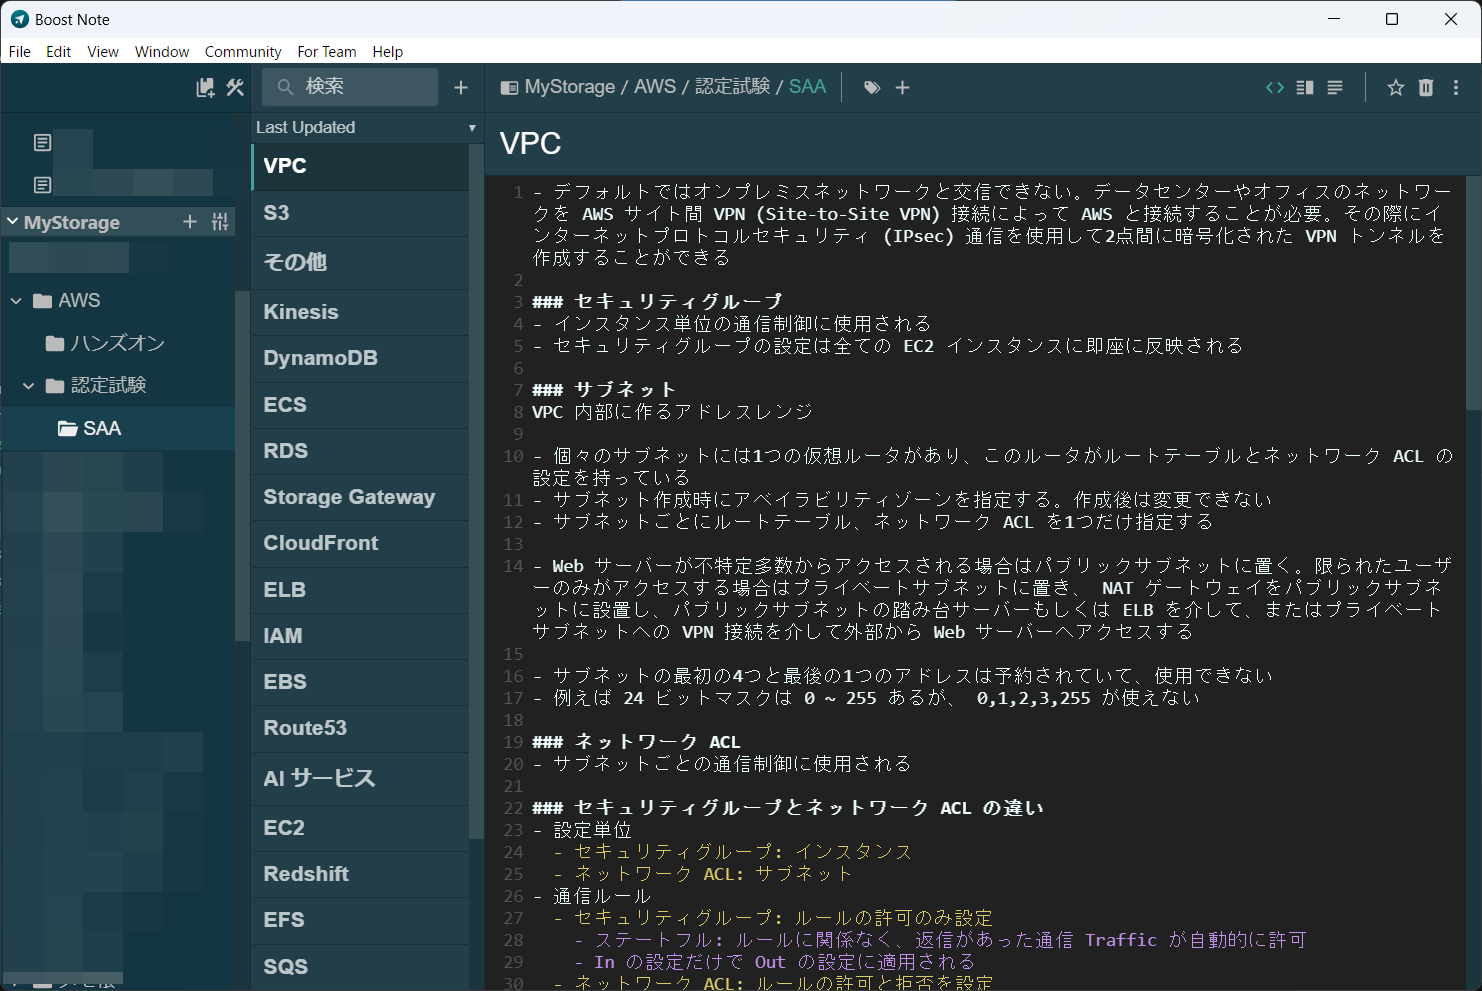 Boost Note
File Edit View Window Community For Team Help
検索
MyStorage / AWS / 認定試験 / SAA
Last Updated
MyStorage
AWS
ハンズオン
認定試験
SAA
VPC
S3
その他
Kinesis
DynamoDB
ECS
RDS
Storage Gateway
CloudFront
ELB
IAM
EBS
Route53
AI サービス
EC2
Redshift
EFS
SQS
VPC
1 - デフォルトではオンプレミスネットワークと交信できない。データセンターやオフィスのネットワー
クを AWS サイト間 VPN (Site-to-Site VPN) 接続によって AWS と接続することが必要。その際にイ
ンターネットプロトコルセキュリティ (IPsec) 通信を使用して2点間に暗号化された VPN トンネルを
作成することができる
2
3 ### セキュリティグループ
4 - インスタンス単位の通信制御に使用される
5 - セキュリティグループの設定は全ての EC2 インスタンスに即座に反映される
6
7 ### サブネット
8 VPC 内部に作るアドレスレンジ
9
10 - 個々のサブネットには1つの仮想ルータがあり、このルータがルートテーブルとネットワーク ACL の
設定を持っている
11 - サブネット作成時にアベイラビリティゾーンを指定する。作成後は変更できない
12 - サブネットごとにルートテーブル、ネットワーク ACL を1つだけ指定する
13
14 - Web サーバーが不特定多数からアクセスされる場合はパブリックサブネットに置く。限られたユーザ
ーのみがアクセスする場合はプライベートサブネットに置き、 NAT ゲートウェイをパブリックサブネ
ットに設置し、パブリックサブネットの踏み台サーバーもしくは ELB を介して、またはプライベート
サブネットへの VPN 接続を介して外部から Web サーバーへアクセスする
15
16 - サブネットの最初の4つと最後の1つのアドレスは予約されていて、使用できない
17 - 例えば 24 ビットマスクは 0 ~ 255 あるが、 0,1,2,3,255 が使えない
18
19 ### ネットワーク ACL
20 - サブネットごとの通信制御に使用される
21
22 ### セキュリティグループとネットワーク ACL の違い
23 - 設定単位
24 - セキュリティグループ: インスタンス
25 - ネットワーク ACL: サブネット
26 - 通信ルール
27 - セキュリティグループ: ルールの許可のみ設定
28 - ステートフル: ルールに関係なく、返信があった通信 Traffic が自動的に許可
29 - In の設定だけで Out の設定に適用される
30 - ネットワーク ACL: ルールの許可と拒否を設定